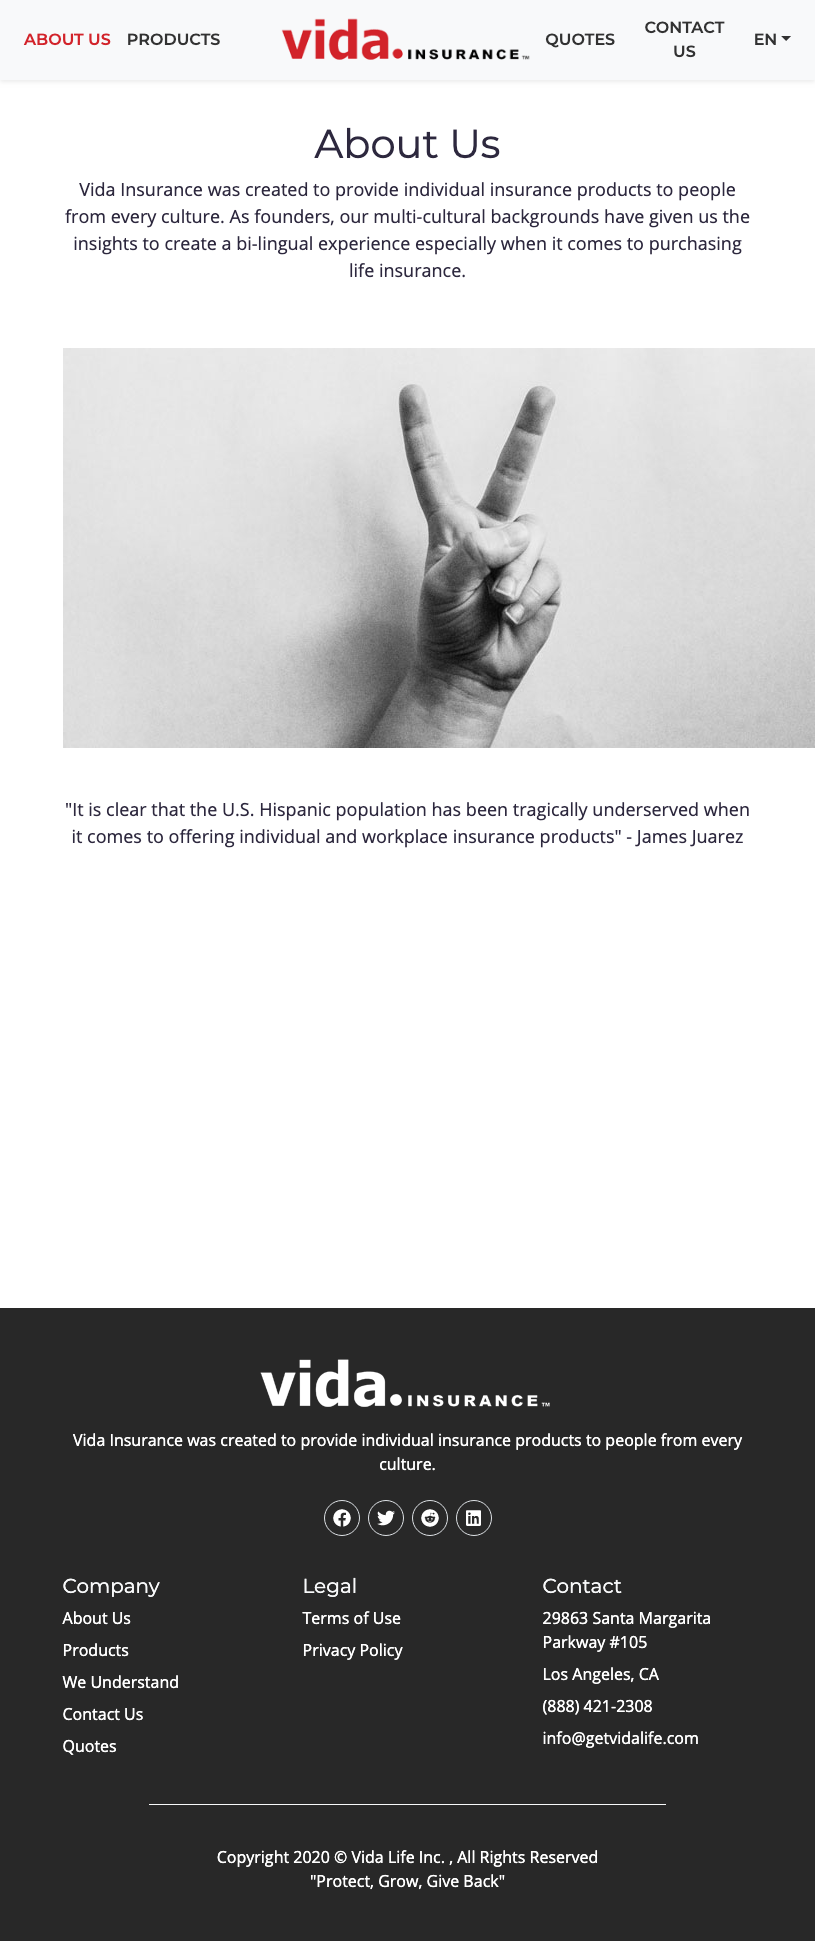 ABOUT US PRODUCTS vida.INSURANCE™ QUOTES CONTACT US EN
About Us
Vida Insurance was created to provide individual insurance products to people
from every culture. As founders, our multi-cultural backgrounds have given us the
insights to create a bi-lingual experience especially when it comes to purchasing
life insurance.
"It is clear that the U.S. Hispanic population has been tragically underserved when
it comes to offering individual and workplace insurance products" - James Juarez
vida.INSURANCE™
Vida Insurance was created to provide individual insurance products to people from every
culture.
Company
About Us
Products
We Understand
Contact Us
Quotes
Legal
Terms of Use
Privacy Policy
Contact
29863 Santa Margarita
Parkway #105
Los Angeles, CA
(888) 421-2308
info@getvidalife.com
Copyright 2020 © Vida Life Inc. , All Rights Reserved
"Protect, Grow, Give Back"